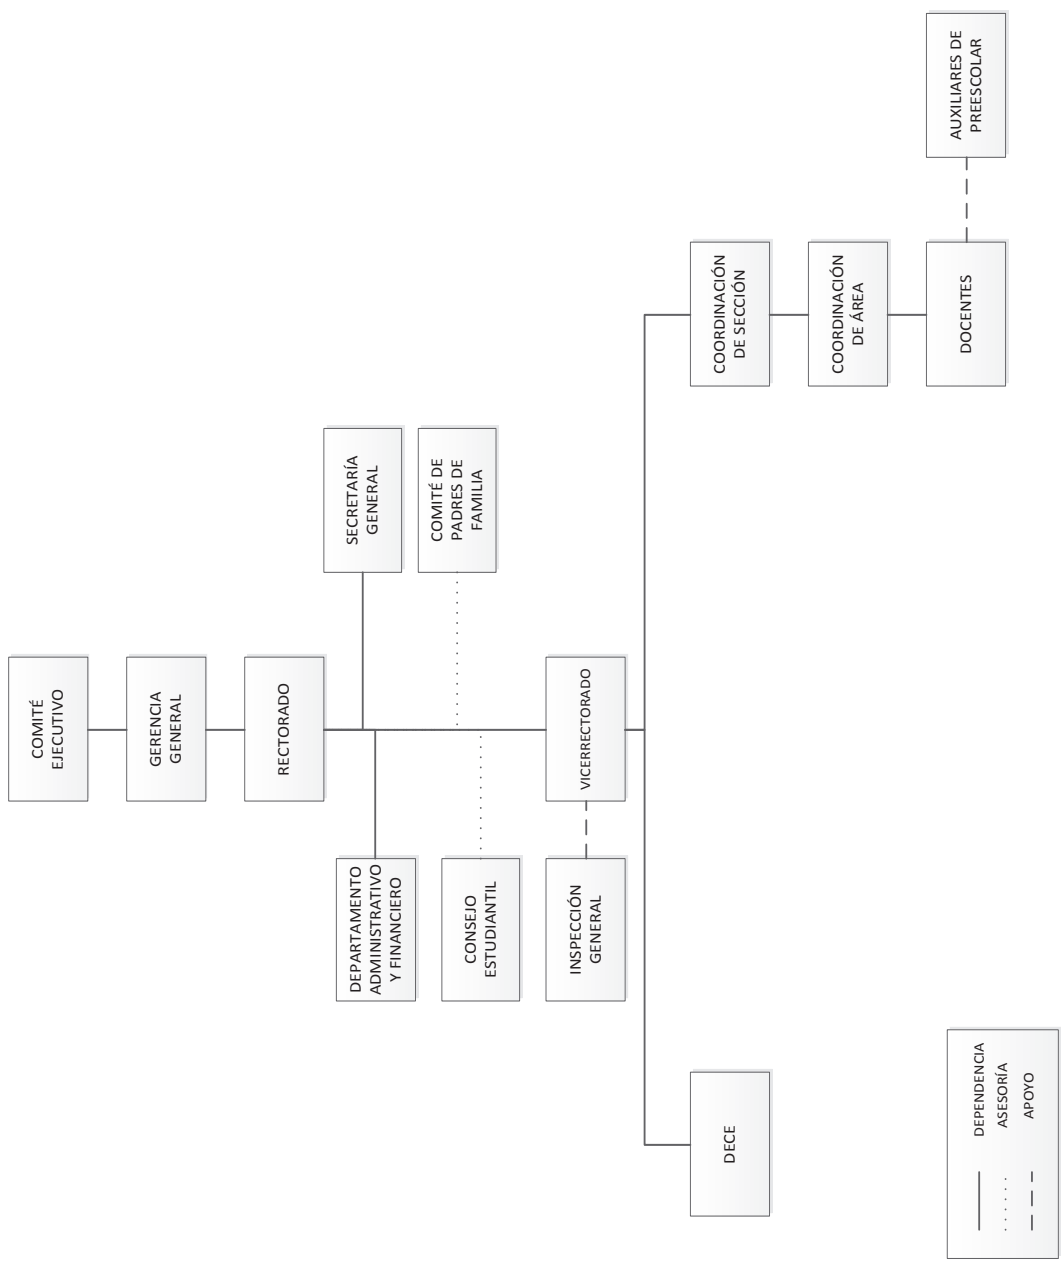 COMITÉ
EJECUTIVO
GERENCIA
GENERAL
RECTORADO
SECRETARÍA
GENERAL
DEPARTAMENTO
ADMINISTRATIVO
Y FINANCIERO
COMITÉ DE
PADRES DE
FAMILIA
CONSEJO
ESTUDIANTIL
INSPECCIÓN
GENERAL
VICERRECTORADO
DECE
COORDINACIÓN
DE SECCIÓN
COORDINACIÓN
DE ÁREA
DOCENTES
AUXILIARES DE
PREESCOLAR
DEPENDENCIA
ASESORÍA
APOYO